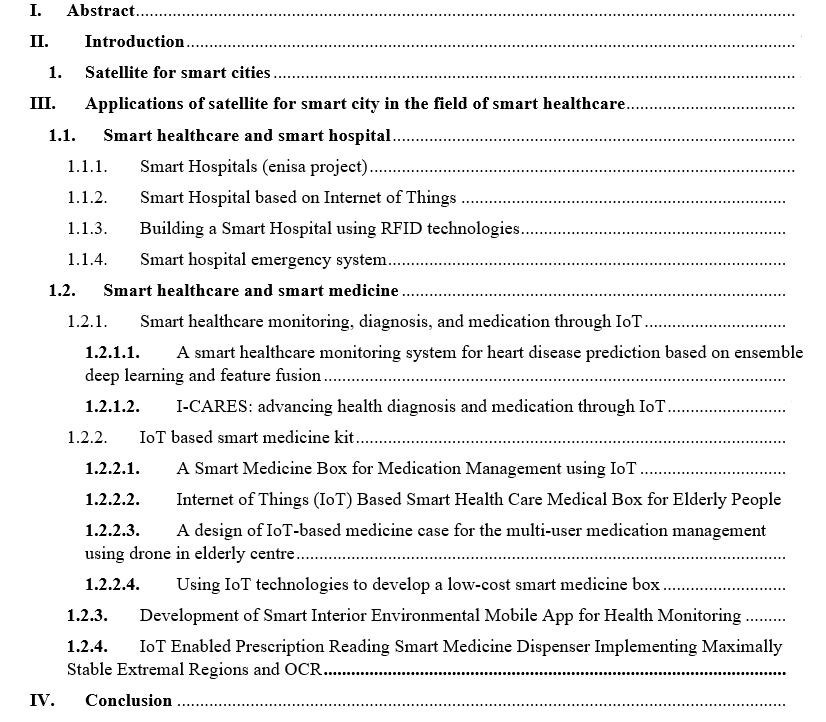 I. Abstract
II. Introduction
1. Satellite for smart cities
III. Applications of satellite for smart city in the field of smart healthcare
1.1. Smart healthcare and smart hospital
1.1.1. Smart Hospitals (enisa project)
1.1.2. Smart Hospital based on Internet of Things
1.1.3. Building a Smart Hospital using RFID technologies
1.1.4. Smart hospital emergency system
1.2. Smart healthcare and smart medicine
1.2.1. Smart healthcare monitoring, diagnosis, and medication through IoT
1.2.1.1. A smart healthcare monitoring system for heart disease prediction based on ensemble
deep learning and feature fusion
1.2.1.2. I-CARES: advancing health diagnosis and medication through IoT
1.2.2. IoT based smart medicine kit
1.2.2.1. A Smart Medicine Box for Medication Management using IoT
1.2.2.2. Internet of Things (IoT) Based Smart Health Care Medical Box for Elderly People
1.2.2.3. A design of IoT-based medicine case for the multi-user medication management
using drone in elderly centre
1.2.2.4. Using IoT technologies to develop a low-cost smart medicine box
1.2.3. Development of Smart Interior Environmental Mobile App for Health Monitoring
1.2.4. IoT Enabled Prescription Reading Smart Medicine Dispenser Implementing Maximally
Stable Extremal Regions and OCR
IV. Conclusion